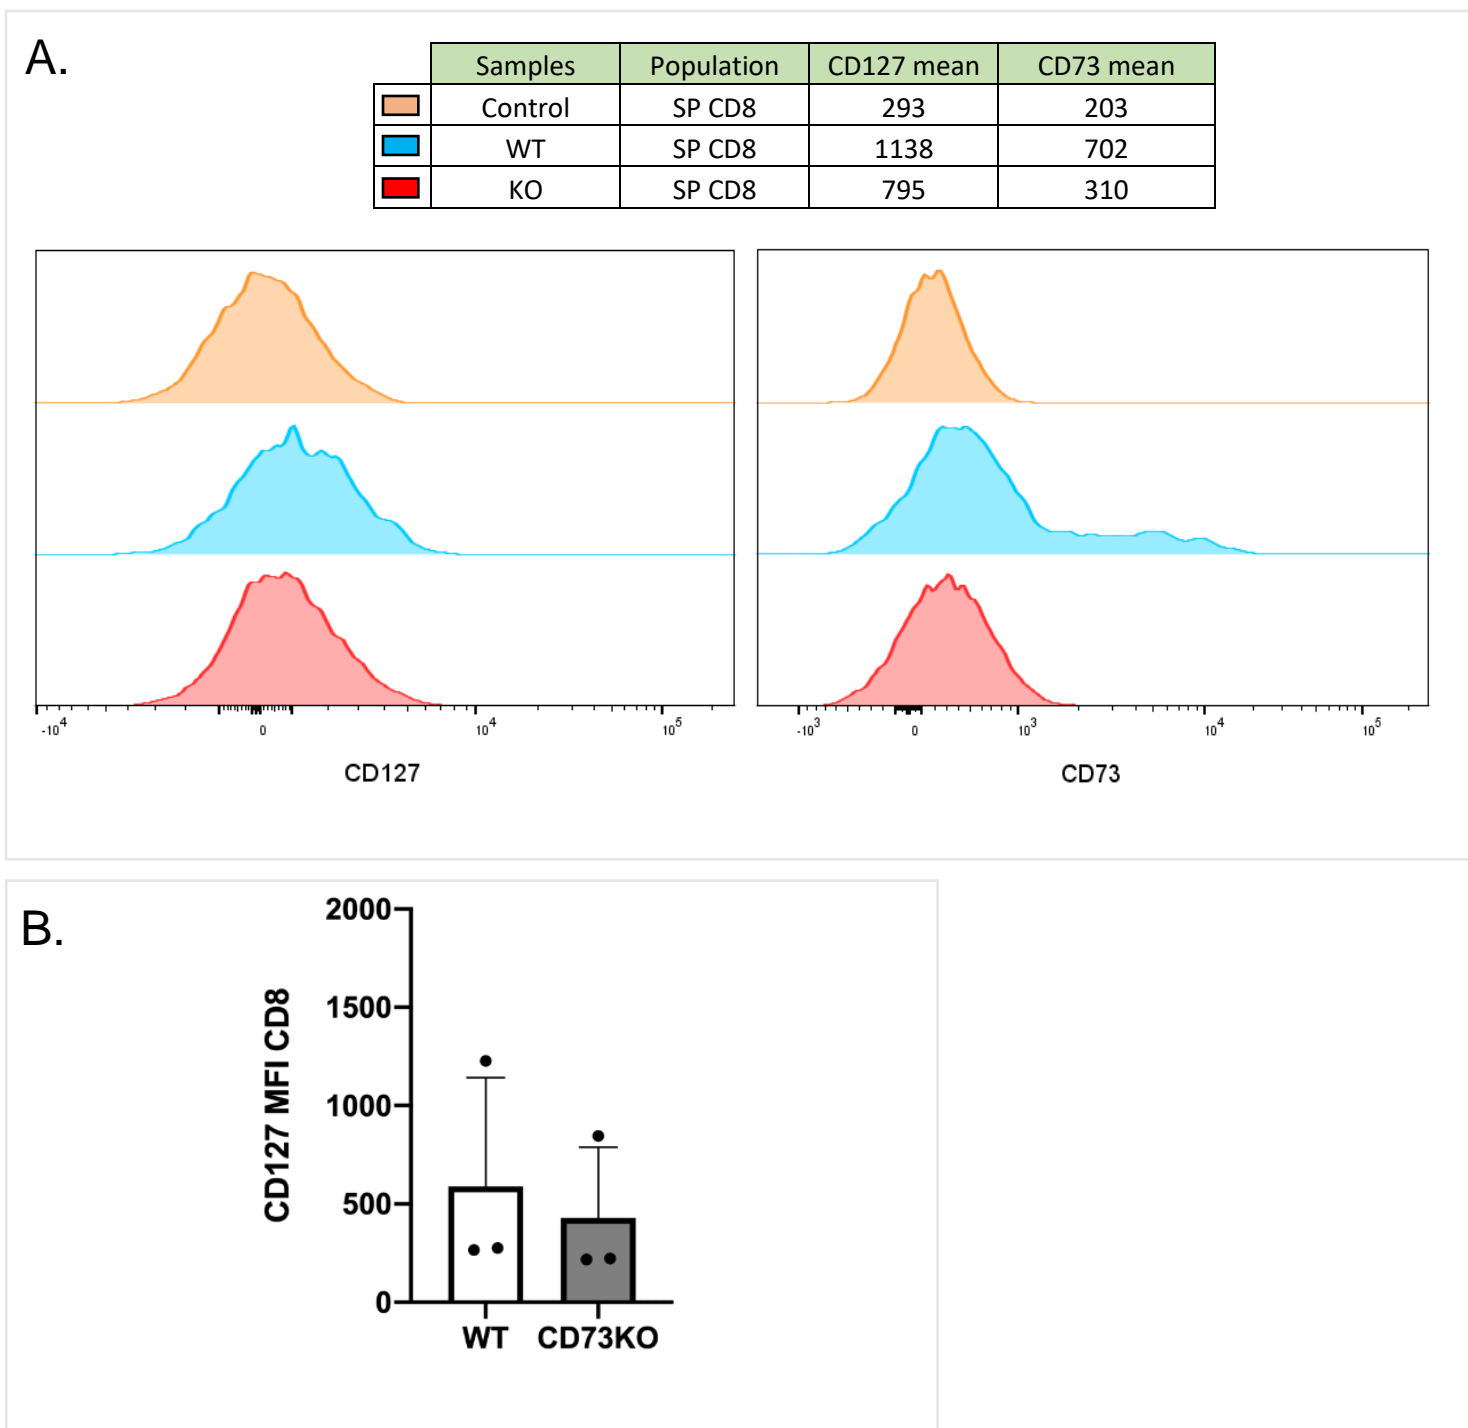 A.
Samples Population CD127 mean CD73 mean
Control SP CD8 293 203
WT SP CD8 1138 702
KO SP CD8 795 310
-10^4 0 10^4 10^5
CD127
-10^3 0 10^3 10^4 10^5
CD73
B.
CD127 MFI CD8
2000
1500
1000
500
0
WT CD73KO